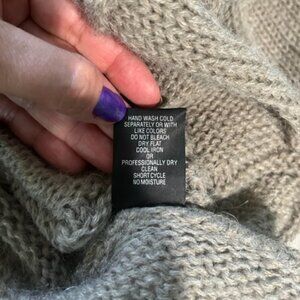 HAND WASH COLD
SEPARATELY OR WITH
LIKE COLORS
DO NOT BLEACH
DRY FLAT
COOL IRON
OR
PROFESSIONALLY DRY
CLEAN
SHORT CYCLE
NO MOISTURE